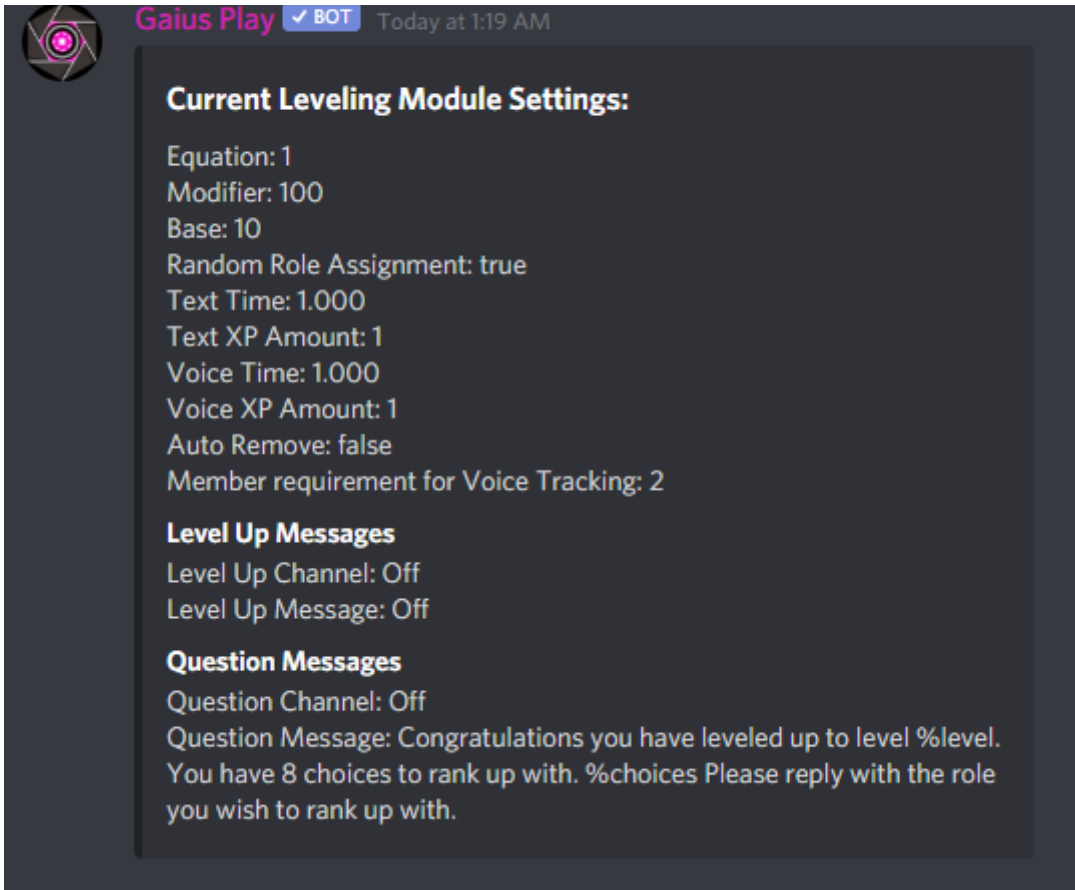 Gaius Play ✓ BOT Today at 1:19 AM
Current Leveling Module Settings:
Equation: 1
Modifier: 100
Base: 10
Random Role Assignment: true
Text Time: 1.000
Text XP Amount: 1
Voice Time: 1.000
Voice XP Amount: 1
Auto Remove: false
Member requirement for Voice Tracking: 2
Level Up Messages
Level Up Channel: Off
Level Up Message: Off
Question Messages
Question Channel: Off
Question Message: Congratulations you have leveled up to level %level.
You have 8 choices to rank up with. %choices Please reply with the role
you wish to rank up with.